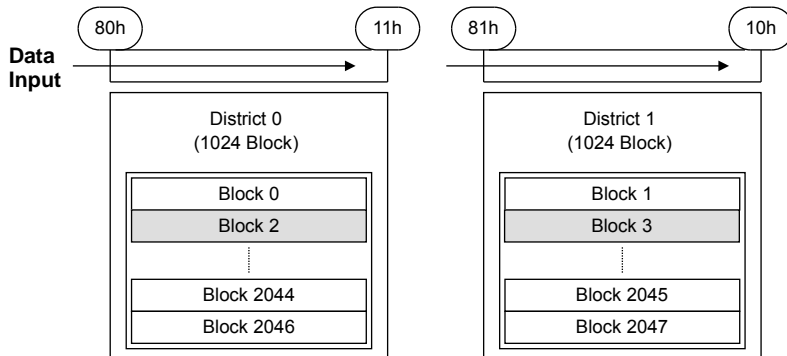 80h 11h 81h 10h
Data
Input
District 0
(1024 Block)
Block 0
Block 2
Block 2044
Block 2046
District 1
(1024 Block)
Block 1
Block 3
Block 2045
Block 2047